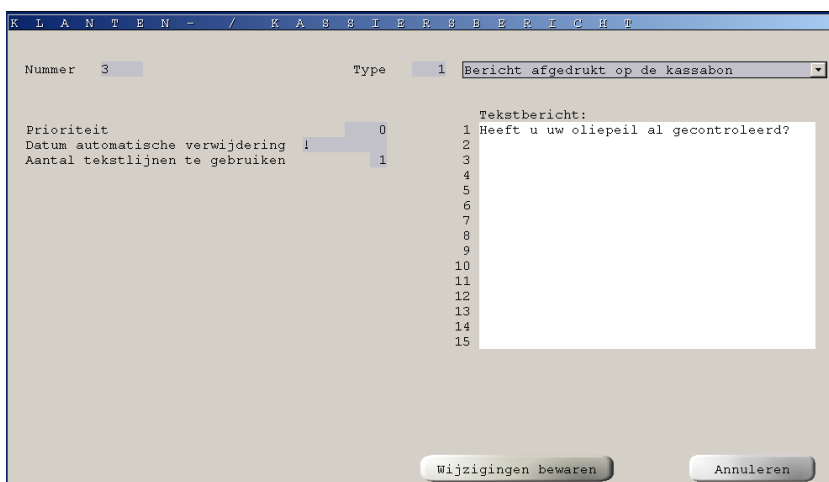 KLANTEN- / KASSIERSBERICHT
Nummer 3 Type 1 Bericht afgedrukt op de kassabon
Tekstbericht:
Prioriteit 0 1 Heeft u uw oliepeil al gecontroleerd?
Datum automatische verwijdering ! 2
Aantal tekstlijnen te gebruiken 1 3
4
5
6
7
8
9
10
11
12
13
14
15
Wijzigingen bewaren Annuleren